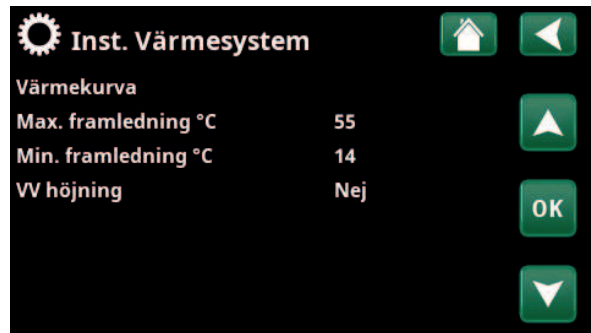 Inst. Värmesystem
Värmekurva
Max. framledning °C 55
Min. framledning °C 14
VV höjning Nej
OK